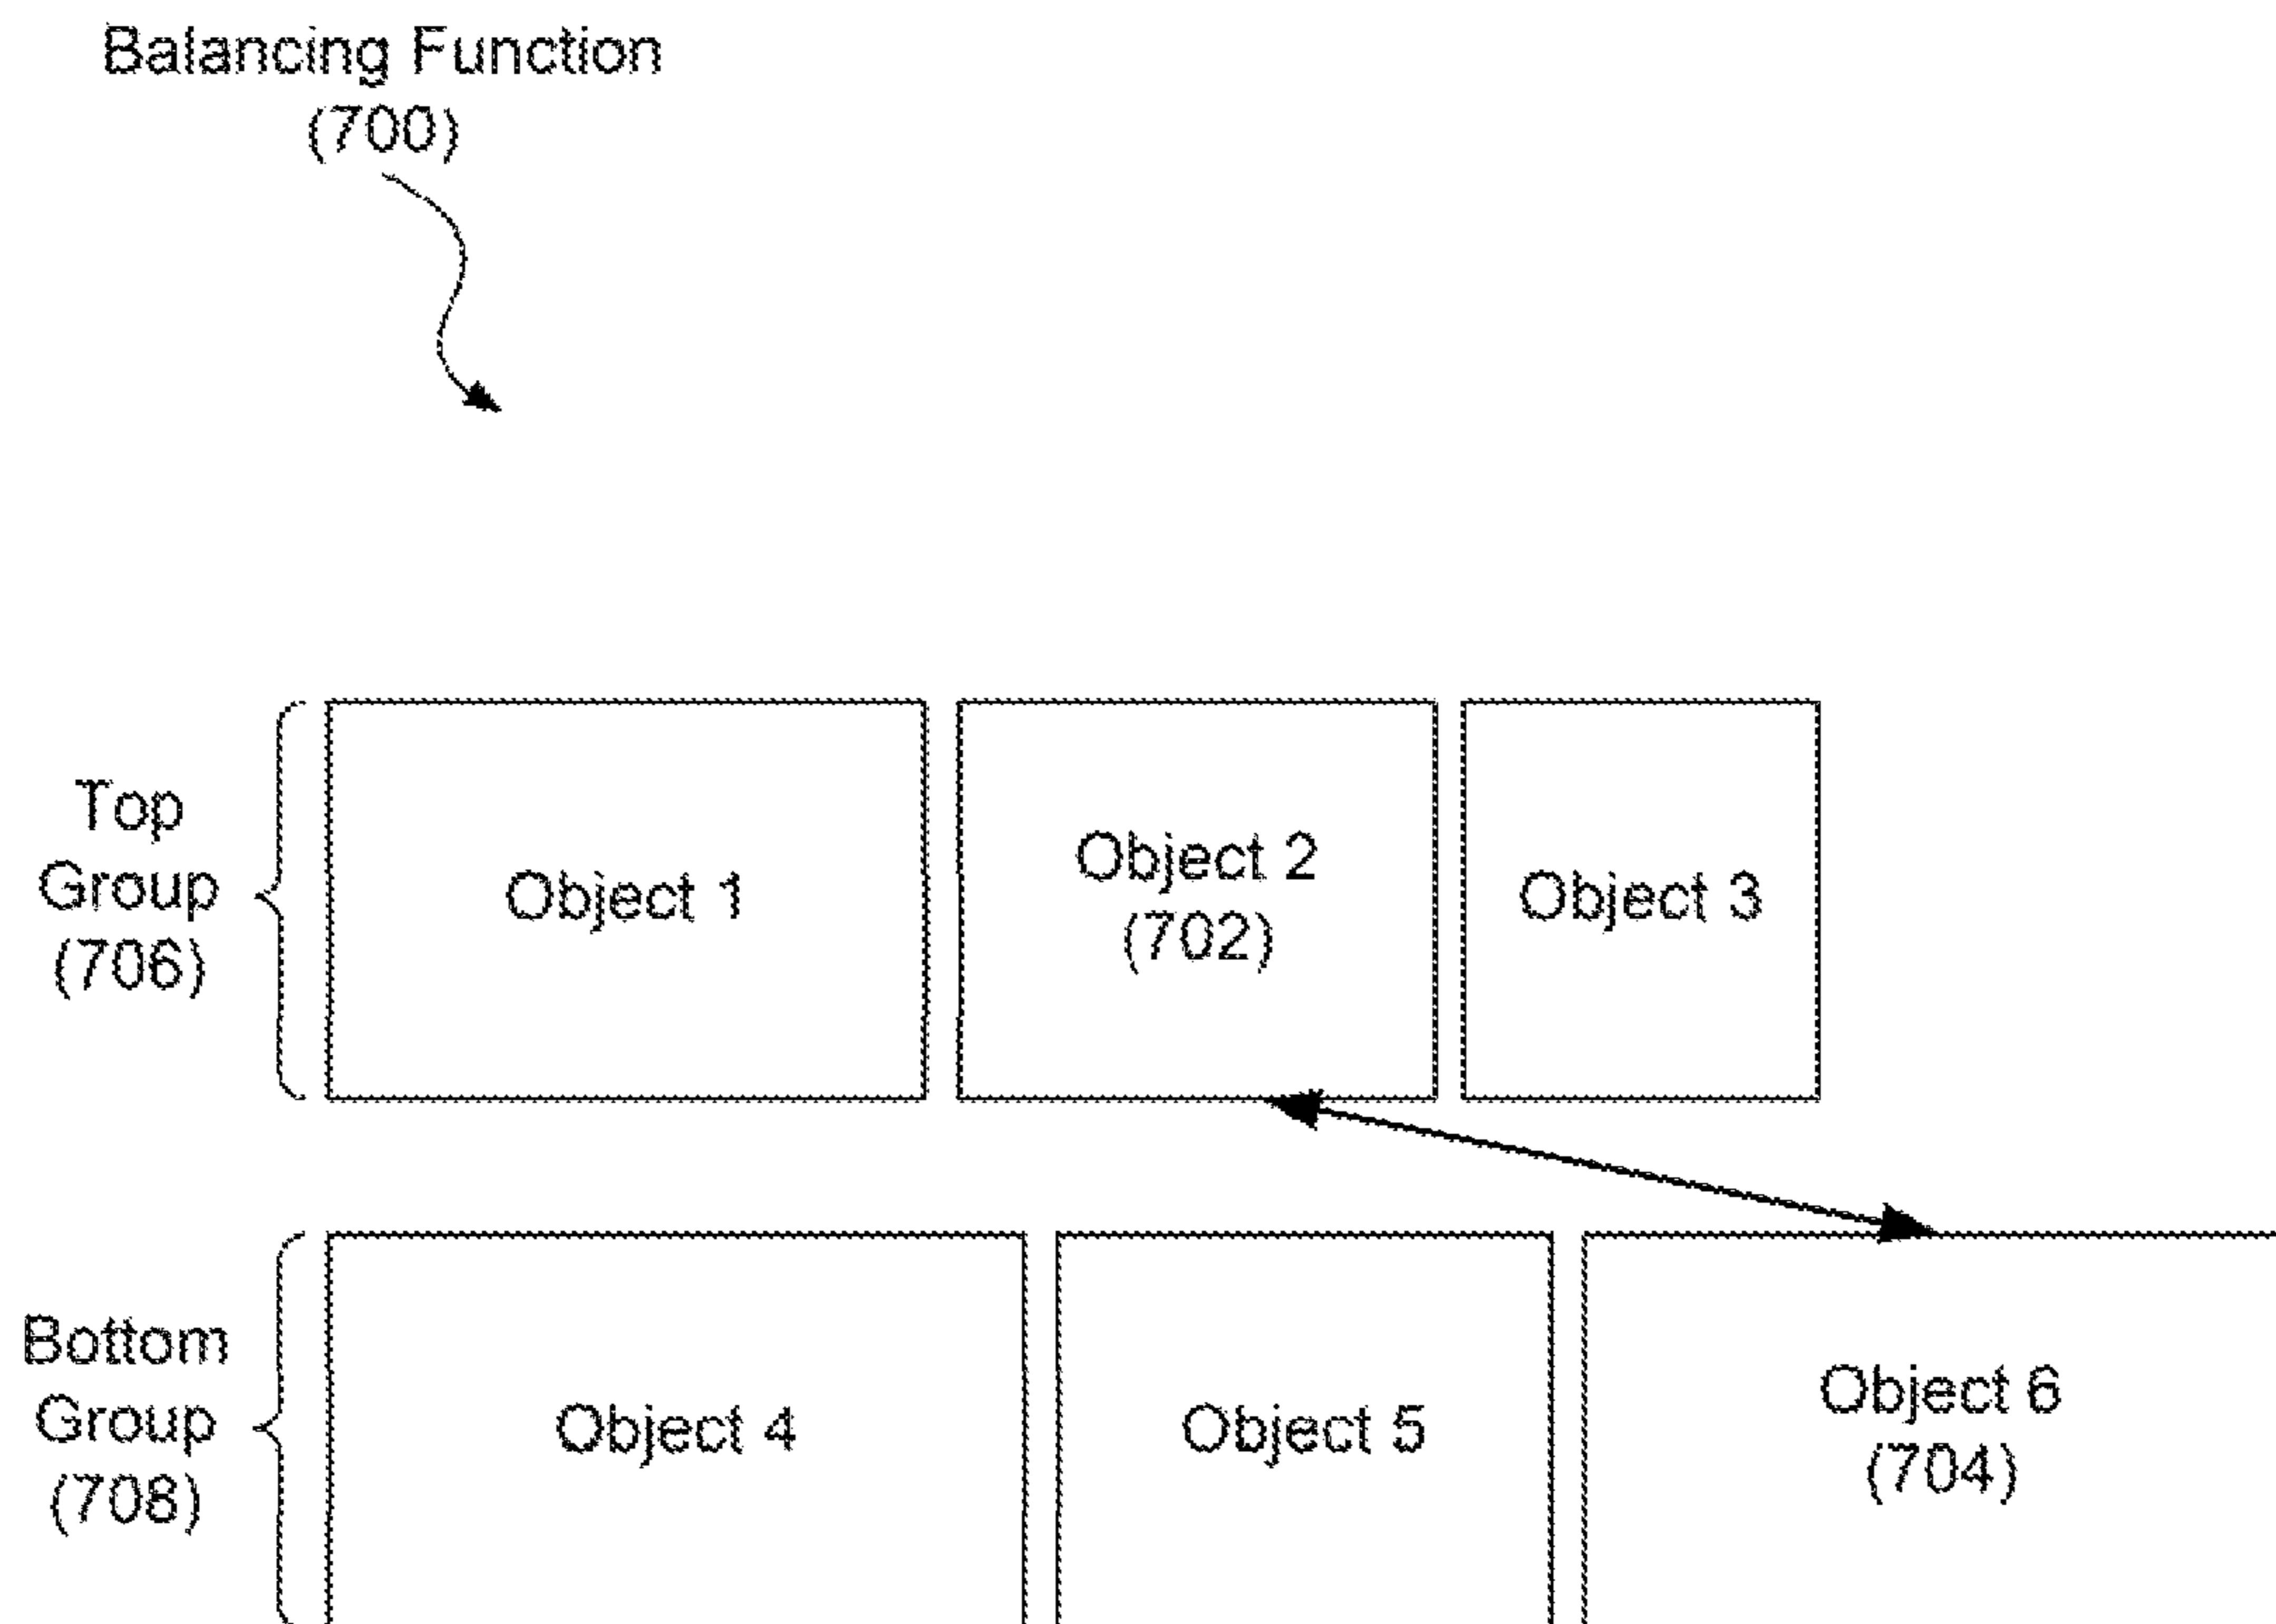 Balancing Function
(700)
Top
Group
(706)
Object 1
Object 2
(702)
Object 3
Bottom
Group
(708)
Object 4
Object 5
Object 6
(704)